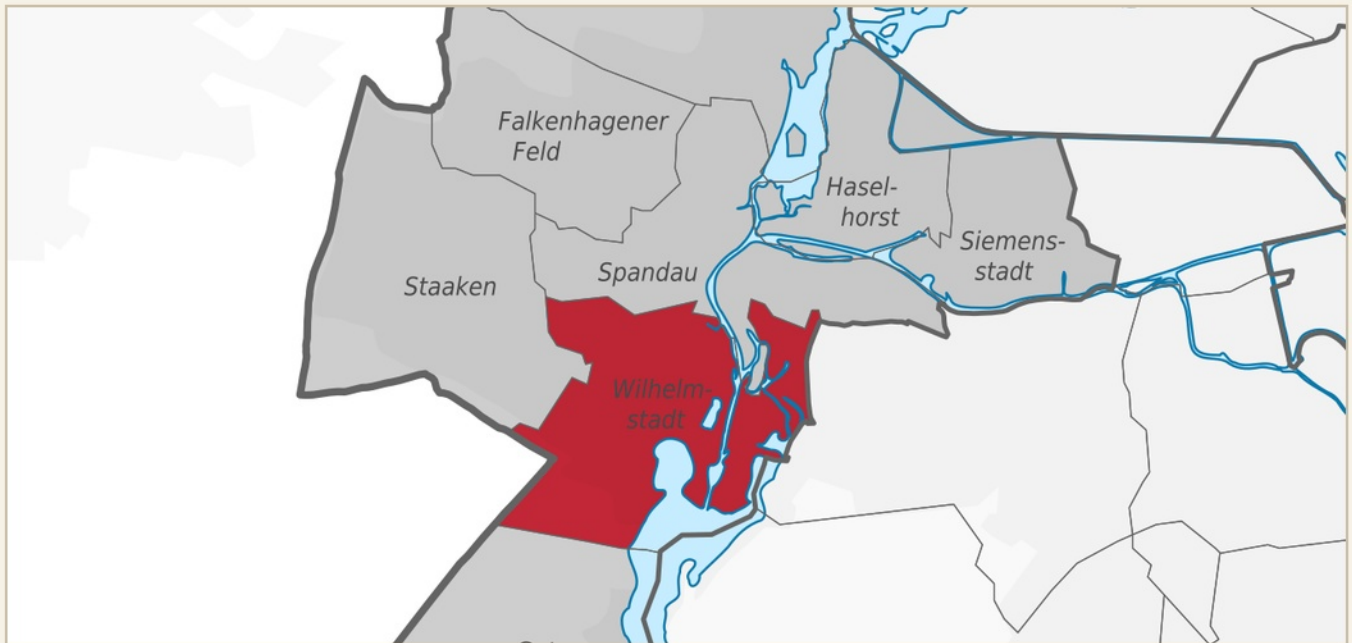 Falkenhagener
Feld
Hasel-
horst
Siemens-
stadt
Spandau
Staaken
Wilhelm-
stadt